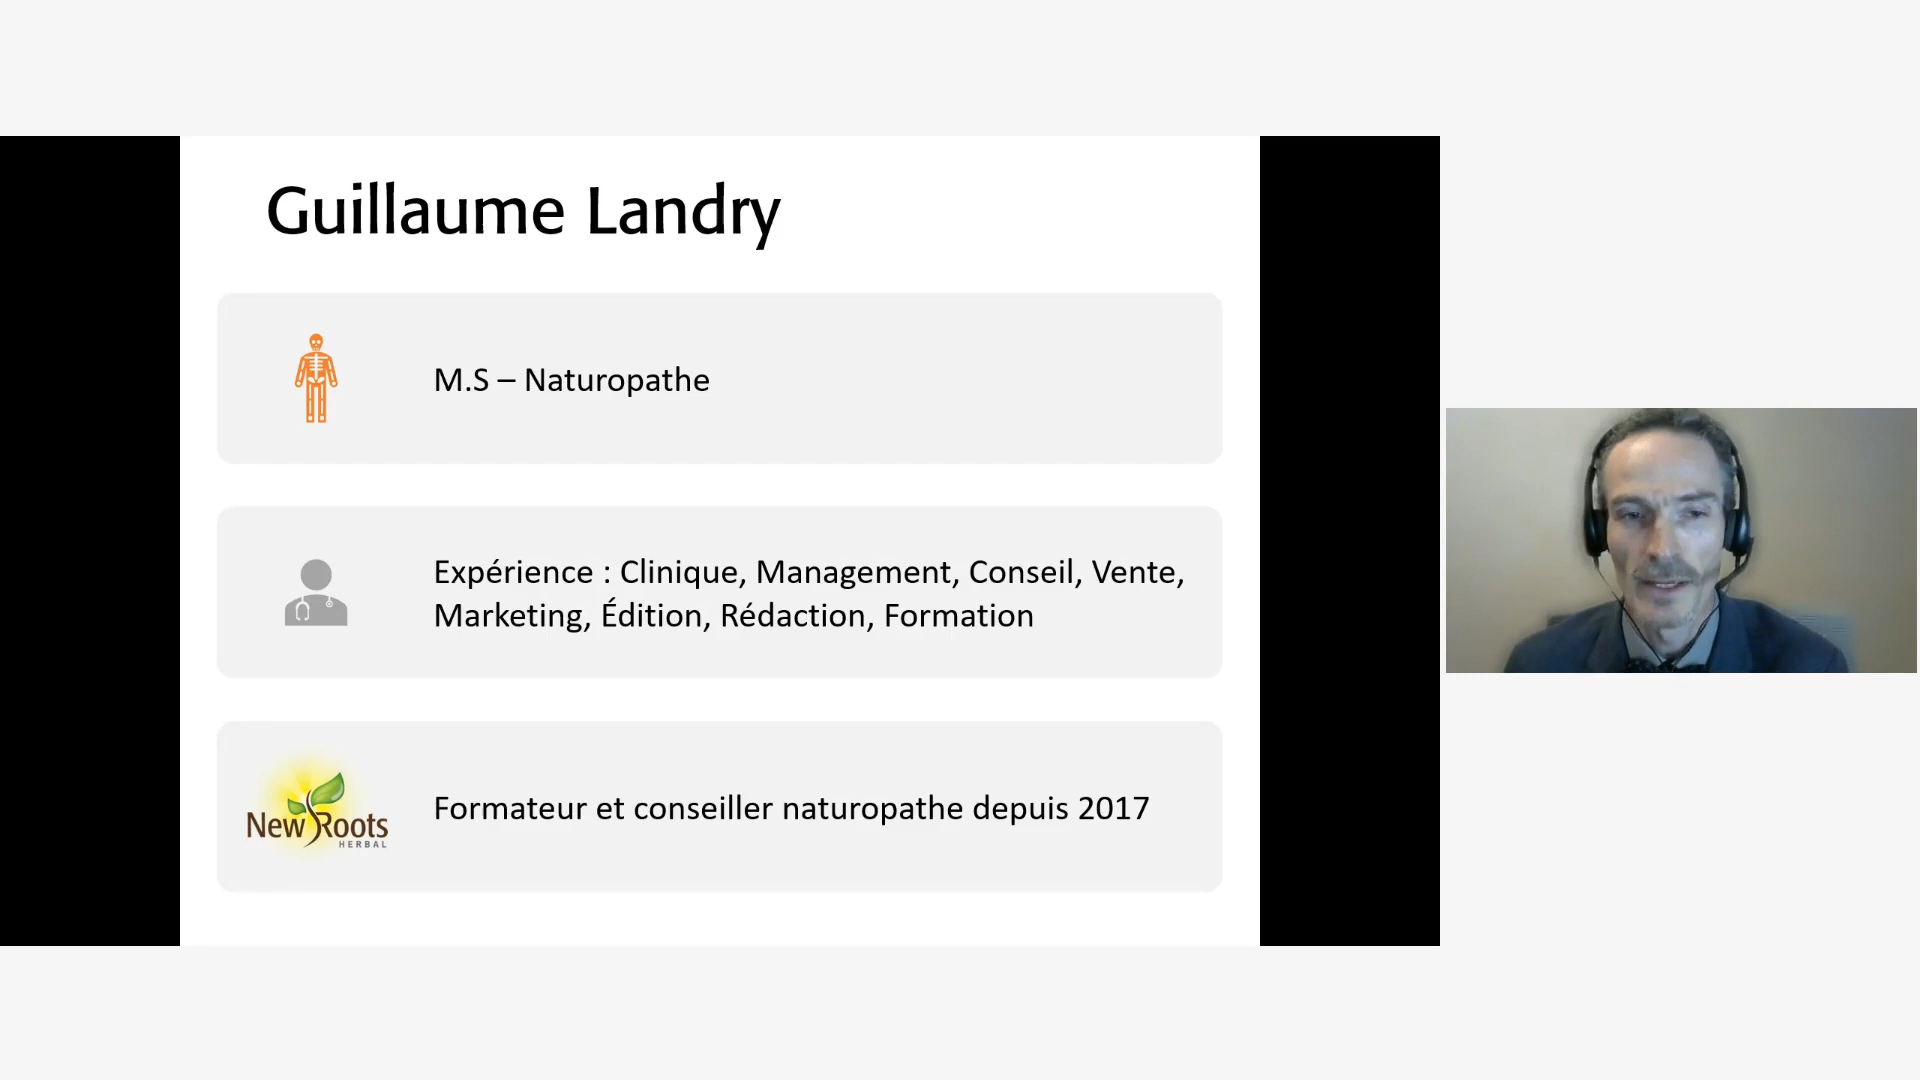 Guillaume Landry
M.S – Naturopathe
Expérience : Clinique, Management, Conseil, Vente,
Marketing, Édition, Rédaction, Formation
New Roots
HERBAL
Formateur et conseiller naturopathe depuis 2017